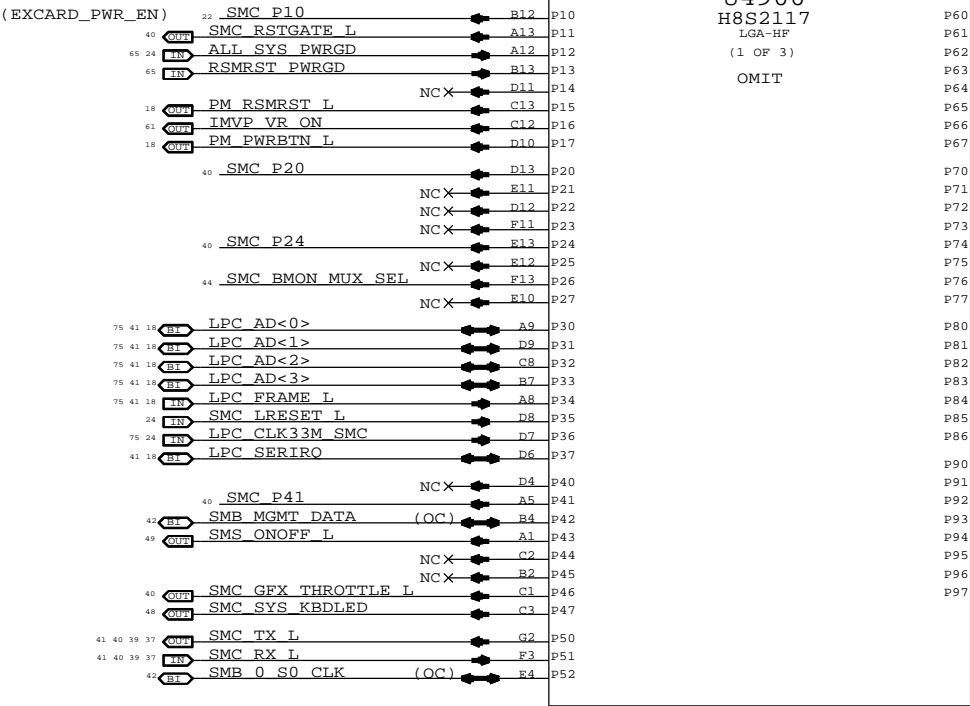 (EXCARD_PWR_EN) 22 SMC_P10 B12 P10
40 OUT SMC_RSTGATE_L A13 P11
65 24 IN ALL_SYS_PWRGD A12 P12
65 IN RSMRST_PWRGD B13 P13
NC D11 P14
18 OUT PM_RSMRST_L C13 P15
61 OUT IMVP_VR_ON C12 P16
18 OUT PM_PWRBTN_L D10 P17
40 SMC_P20 D13 P20
NC E11 P21
NC D12 P22
NC F11 P23
40 SMC_P24 E13 P24
NC E12 P25
44 SMC_BMON_MUX_SEL F13 P26
NC E10 P27
75 41 18 BI LPC_AD<0> A9 P30
75 41 18 BI LPC_AD<1> D9 P31
75 41 18 BI LPC_AD<2> C8 P32
75 41 18 BI LPC_AD<3> B7 P33
75 41 18 IN LPC_FRAME_L A8 P34
24 IN SMC_LRESET_L D8 P35
75 24 IN LPC_CLK33M_SMC D7 P36
41 18 BI LPC_SERIRQ D6 P37
NC D4 P40
40 SMC_P41 A5 P41
42 BI SMB_MGMT_DATA (OC) B4 P42
49 OUT SMS_ONOFF_L A1 P43
NC C2 P44
NC B2 P45
40 OUT SMC_GFX_THROTTLE_L C1 P46
48 OUT SMC_SYS_KBDLED C3 P47
41 40 39 37 OUT SMC_TX_L G2 P50
41 40 39 37 IN SMC_RX_L F3 P51
42 BI SMB_0_S0_CLK (OC) E4 P52
U4900
H8S2117
LGA-HF
(1 OF 3)
OMIT
P60
P61
P62
P63
P64
P65
P66
P67
P70
P71
P72
P73
P74
P75
P76
P77
P80
P81
P82
P83
P84
P85
P86
P90
P91
P92
P93
P94
P95
P96
P97